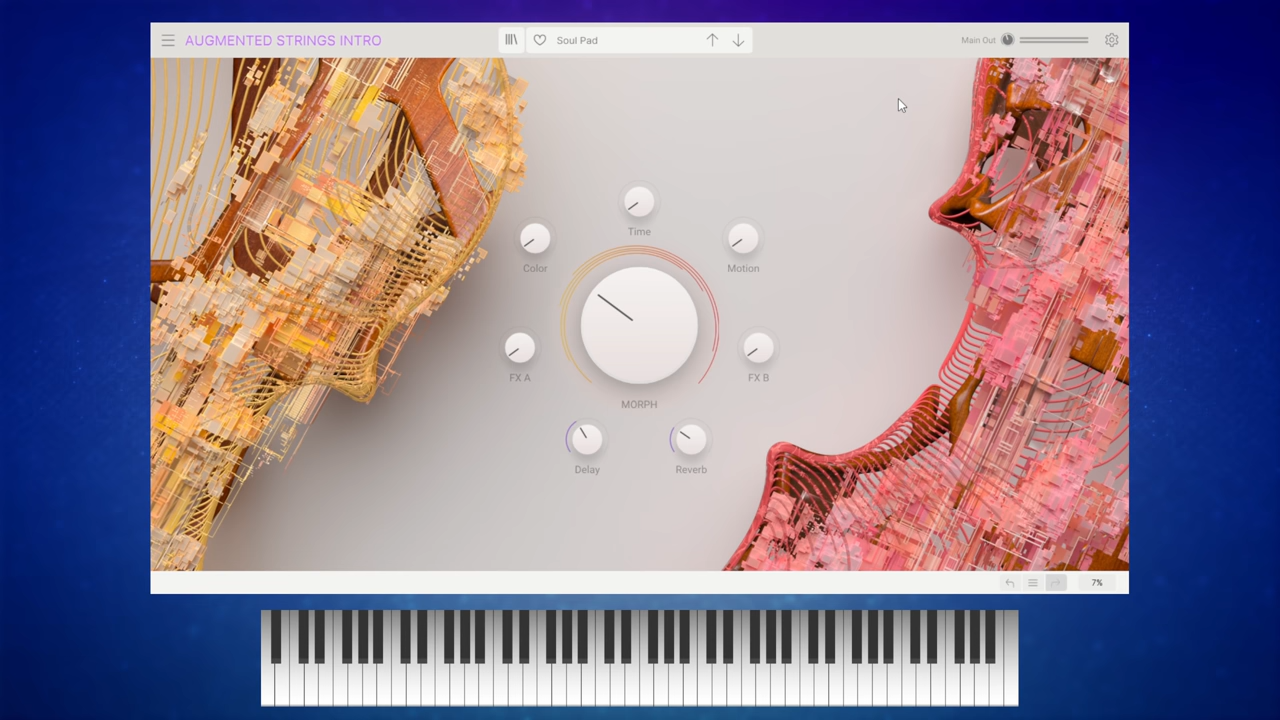 AUGMENTED STRINGS INTRO
Soul Pad
Main Out
Time
Color
Motion
FX A
FX B
MORPH
Delay
Reverb
7%